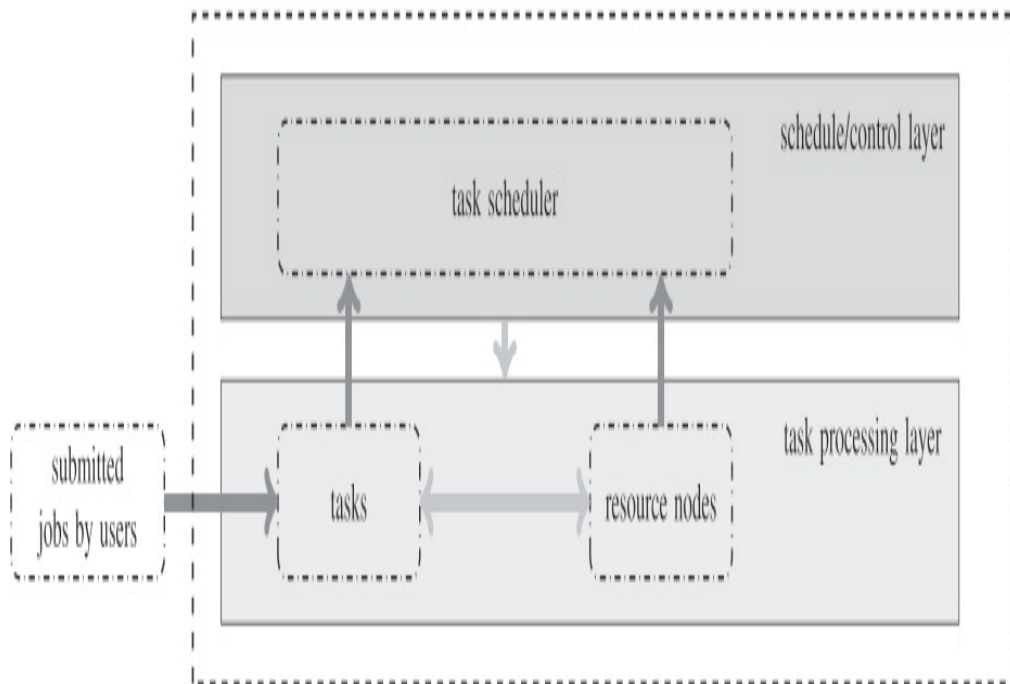 schedule/control layer
task scheduler
task processing layer
submitted
jobs by users
tasks
resource nodes